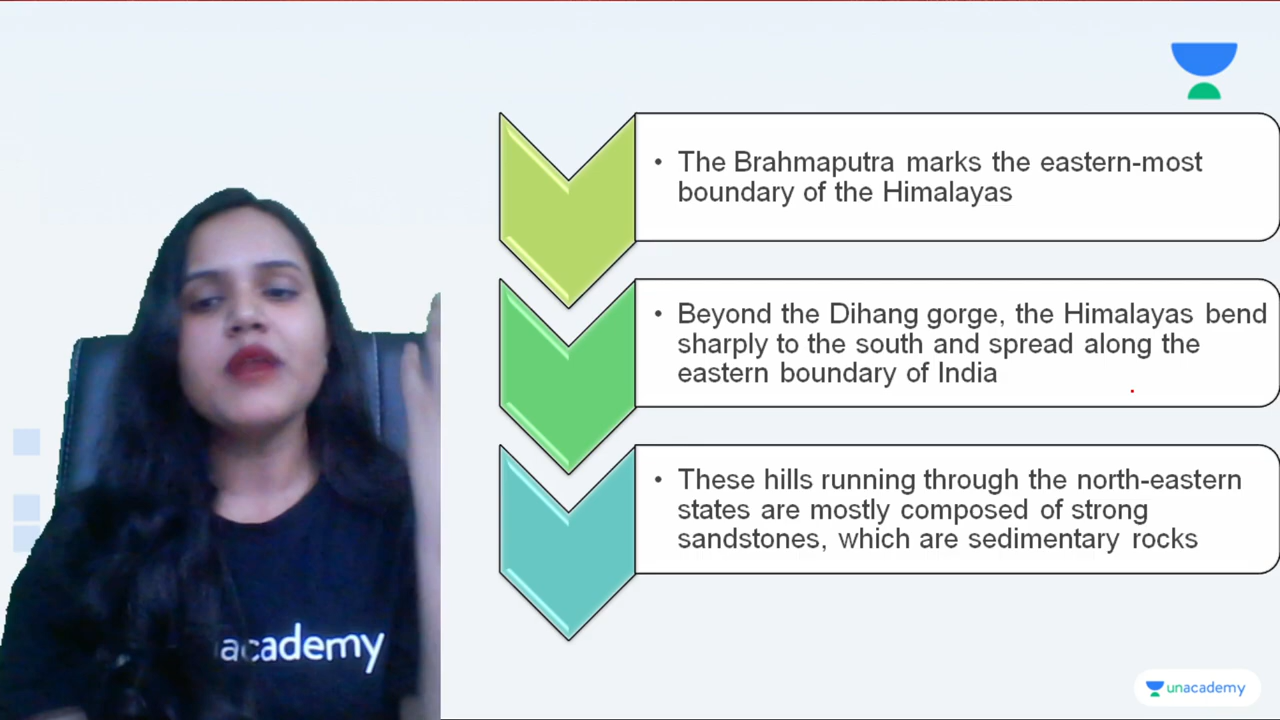 • The Brahmaputra marks the eastern-most
boundary of the Himalayas
• Beyond the Dihang gorge, the Himalayas bend
sharply to the south and spread along the
eastern boundary of India
• These hills running through the north-eastern
states are mostly composed of strong
sandstones, which are sedimentary rocks
academy
unacademy